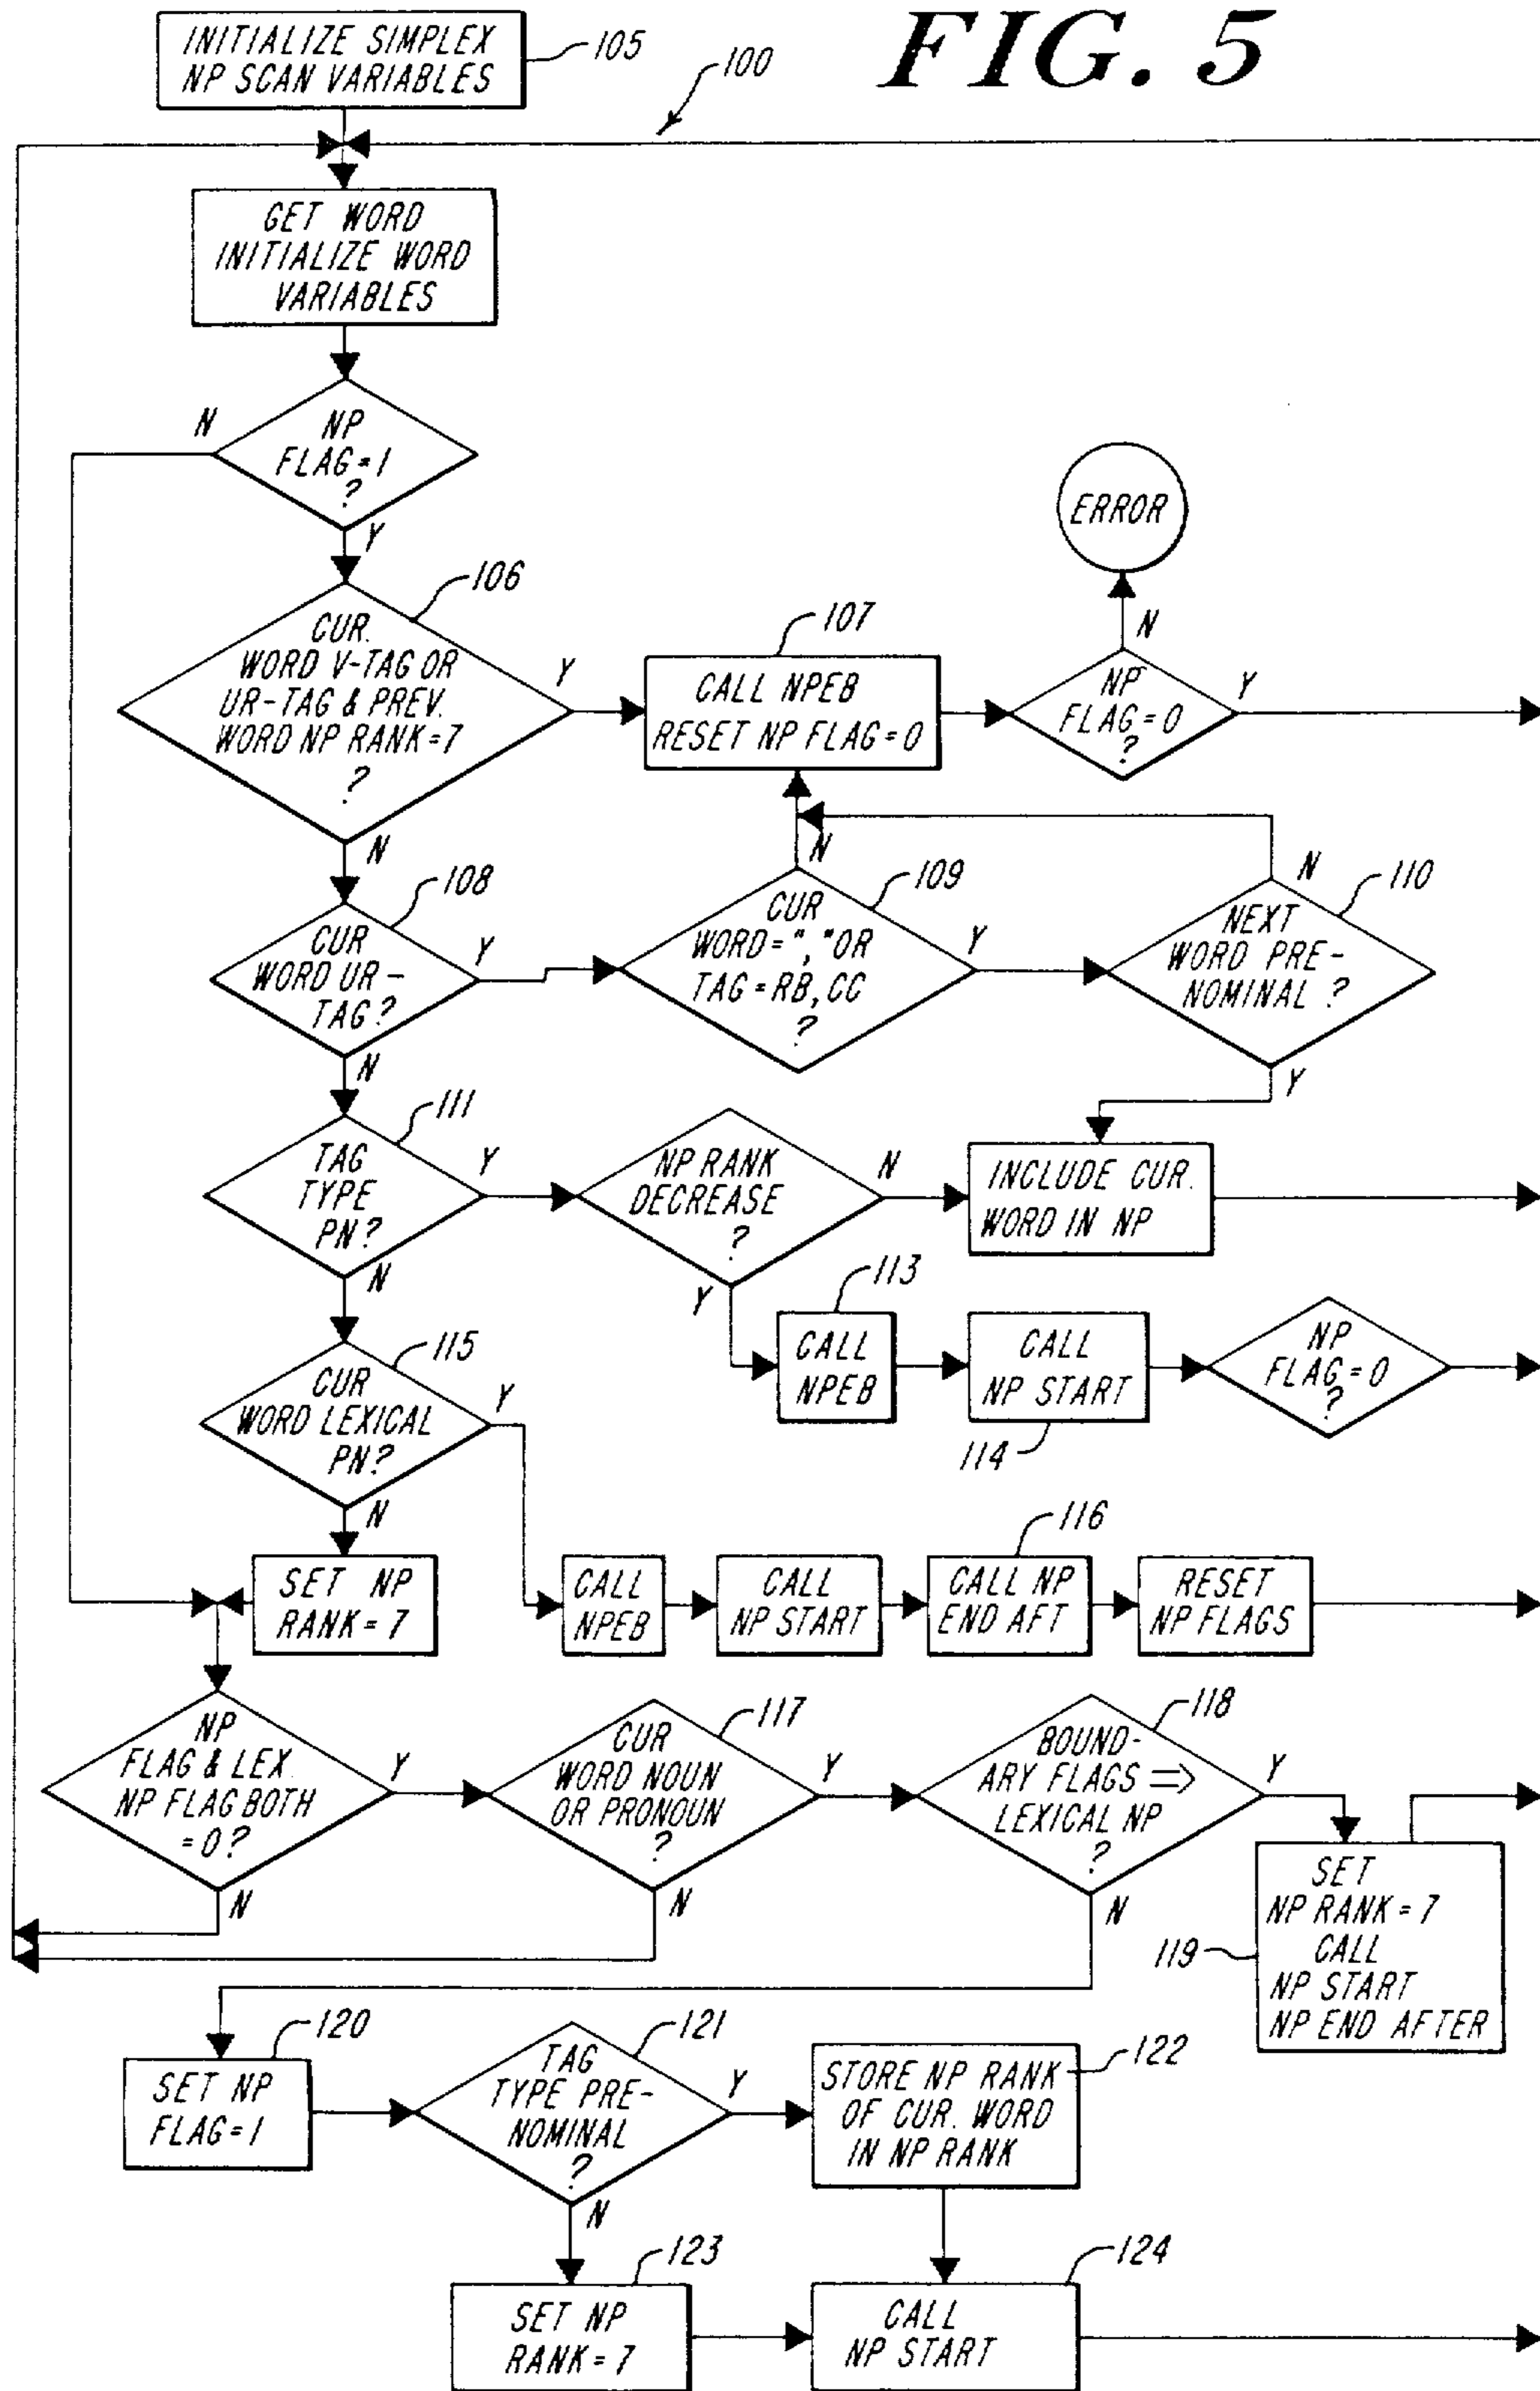 FIG. 5
INITIALIZE SIMPLEX
NP SCAN VARIABLES
105
100
GET WORD
INITIALIZE WORD
VARIABLES
N
NP
FLAG=1
?
Y
ERROR
106
CUR.
WORD V-TAG OR
UR-TAG & PREV.
WORD NP RANK=7
?
Y
N
107
CALL NPEB
RESET NP FLAG=0
N
NP
FLAG=0
?
Y
108
CUR
WORD UR-
TAG?
Y
N
109
CUR
WORD="," OR
TAG=RB, CC
?
N
Y
110
NEXT
WORD PRE-
NOMINAL?
N
Y
111
TAG
TYPE
PN?
Y
N
NP RANK
DECREASE
?
N
Y
INCLUDE CUR.
WORD IN NP
113
CALL
NPEB
CALL
NP START
114
NP
FLAG=0
?
115
CUR
WORD LEXICAL
PN?
Y
N
SET NP
RANK=7
CALL
NPEB
CALL
NP START
116
CALL NP
END AFT
RESET
NP FLAGS
NP
FLAG & LEX.
NP FLAG BOTH
=0?
Y
N
117
CUR
WORD NOUN
OR PRONOUN
?
Y
N
118
BOUND-
ARY FLAGS ⇒
LEXICAL NP
?
Y
N
119
SET
NP RANK=7
CALL
NP START
NP END AFTER
120
SET NP
FLAG=1
121
TAG
TYPE PRE-
NOMINAL
?
Y
N
122
STORE NP RANK
OF CUR. WORD
IN NP RANK
123
SET NP
RANK=7
124
CALL
NP START